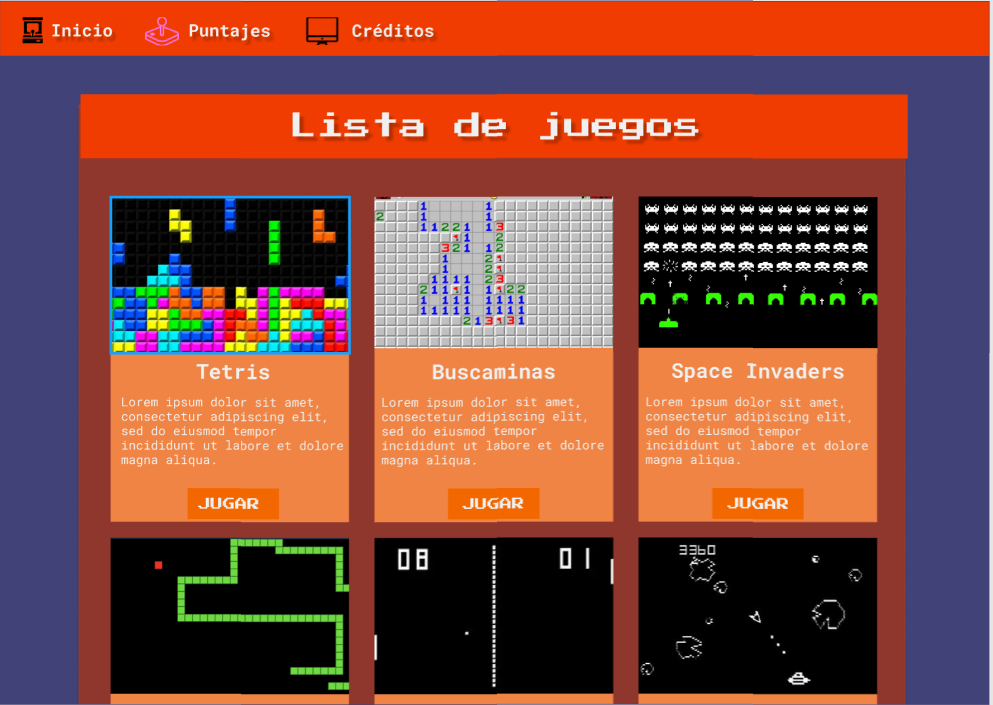 Inicio Puntajes Créditos
Lista de juegos
Tetris
Lorem ipsum dolor sit amet,
consectetur adipiscing elit,
sed do eiusmod tempor
incididunt ut labore et dolore
magna aliqua.
JUGAR
Buscaminas
Lorem ipsum dolor sit amet,
consectetur adipiscing elit,
sed do eiusmod tempor
incididunt ut labore et dolore
magna aliqua.
JUGAR
Space Invaders
Lorem ipsum dolor sit amet,
consectetur adipiscing elit,
sed do eiusmod tempor
incididunt ut labore et dolore
magna aliqua.
JUGAR
08 01
3360